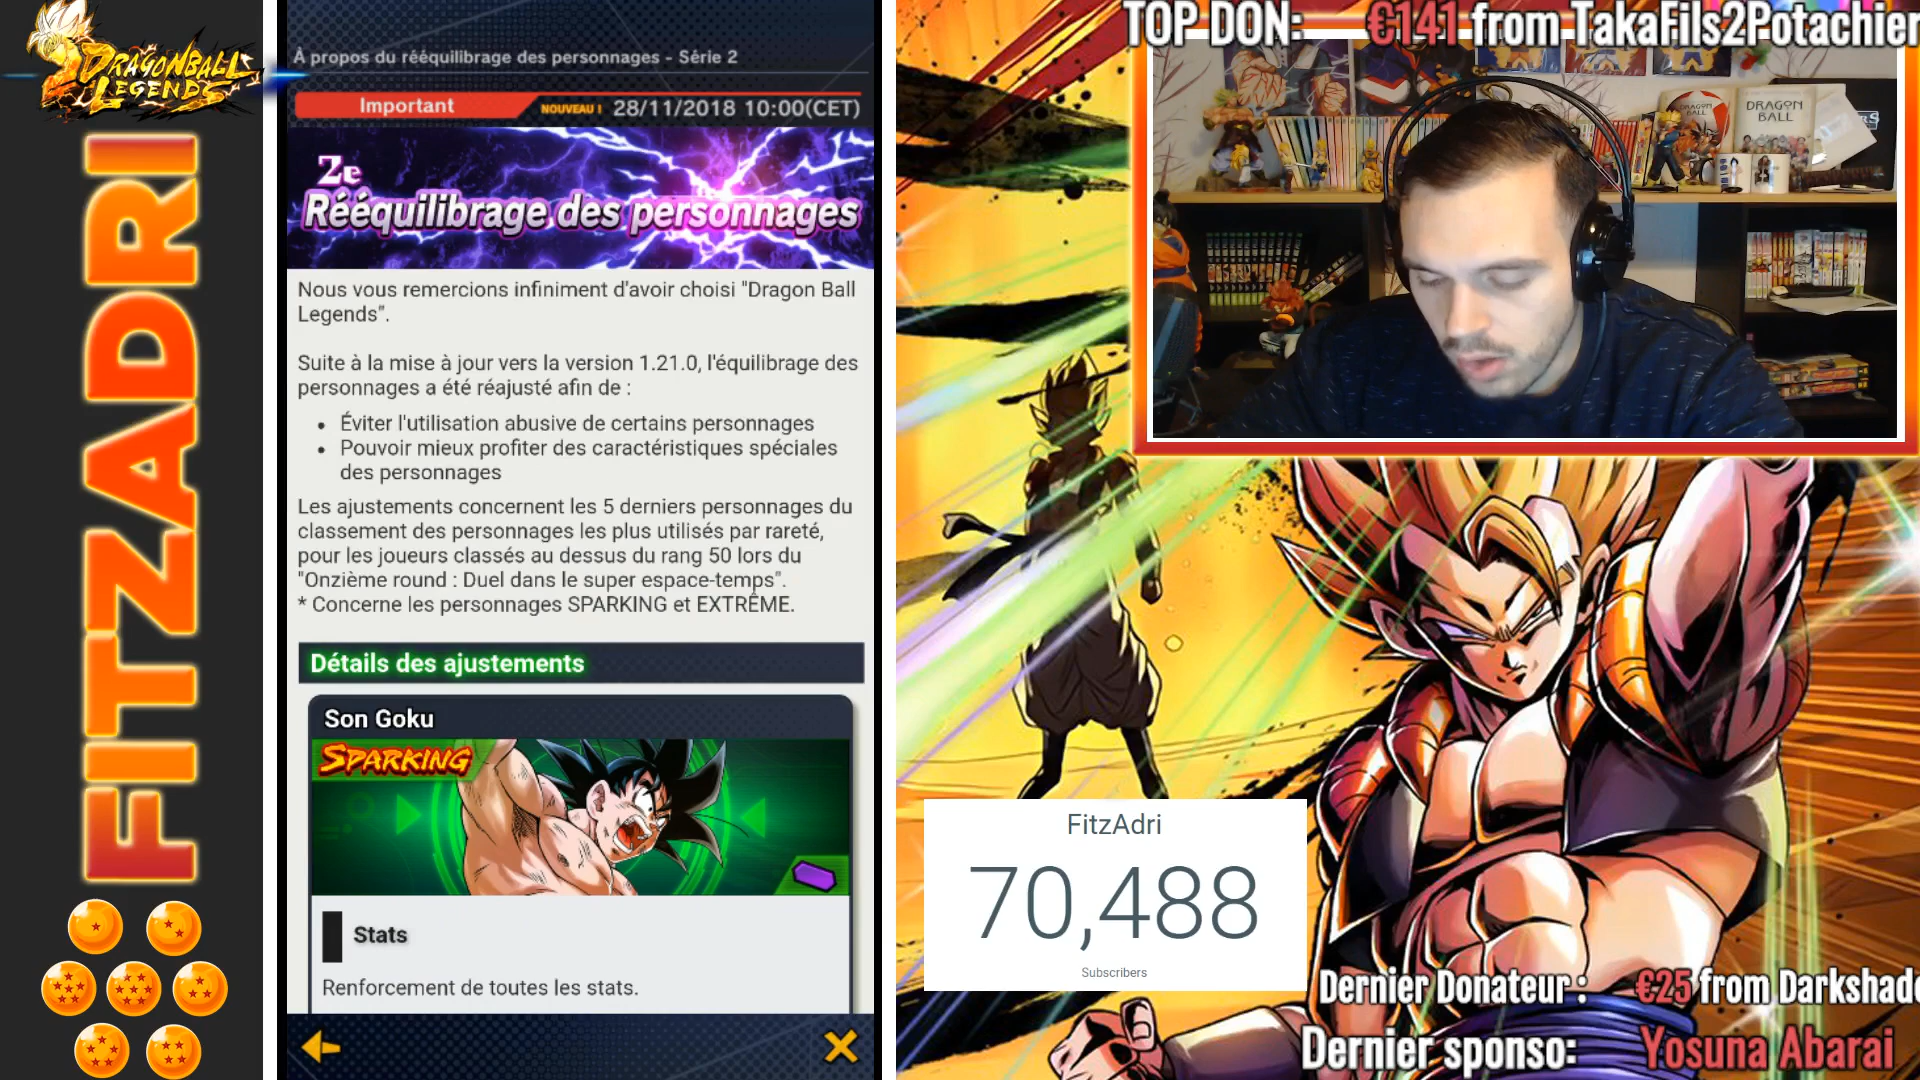 DRAGONBALL
LEGENDS
FITZADRI
À propos du rééquilibrage des personnages - Série 2
Important
NOUVEAU ! 28/11/2018 10:00(CET)
Ze
Rééquilibrage des personnages
Nous vous remercions infiniment d'avoir choisi "Dragon Ball
Legends".
Suite à la mise à jour vers la version 1.21.0, l'équilibrage des
personnages a été réajusté afin de :
• Éviter l'utilisation abusive de certains personnages
• Pouvoir mieux profiter des caractéristiques spéciales
des personnages
Les ajustements concernent les 5 derniers personnages du
classement des personnages les plus utilisés par rareté,
pour les joueurs classés au dessus du rang 50 lors du
"Onzième round : Duel dans le super espace-temps".
* Concerne les personnages SPARKING et EXTRÊME.
Détails des ajustements
Son Goku
SPARKING
Stats
Renforcement de toutes les stats.
TOP DON: €141 from TakaFils2Potachier
DRAGON
BALL
DRAGON
BALL
FitzAdri
70,488
Subscribers
Dernier Donateur : €25 from Darkshad
Dernier sponso: Yosuna Abarai